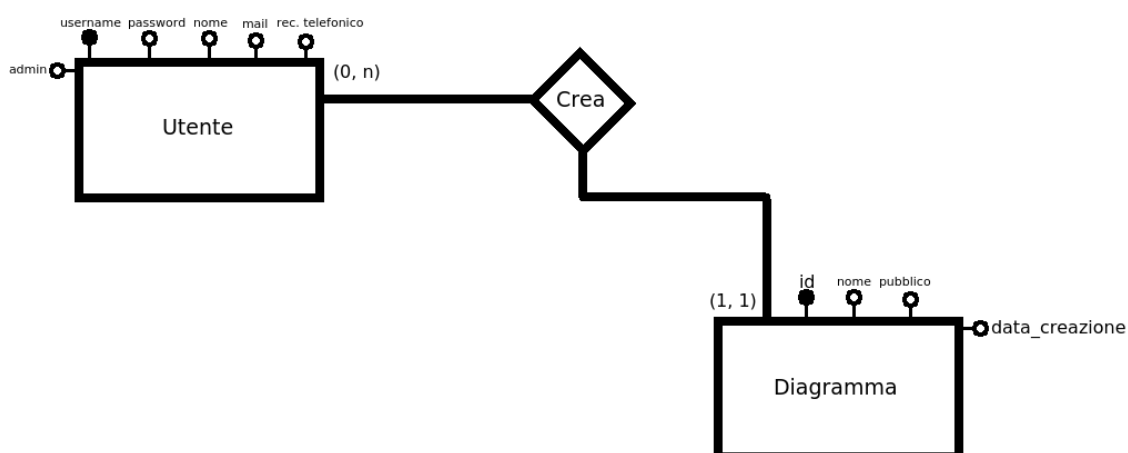 username password nome mail rec. telefonico
admin
(0, n)
Crea
Utente
id nome pubblico
(1, 1)
data_creazione
Diagramma